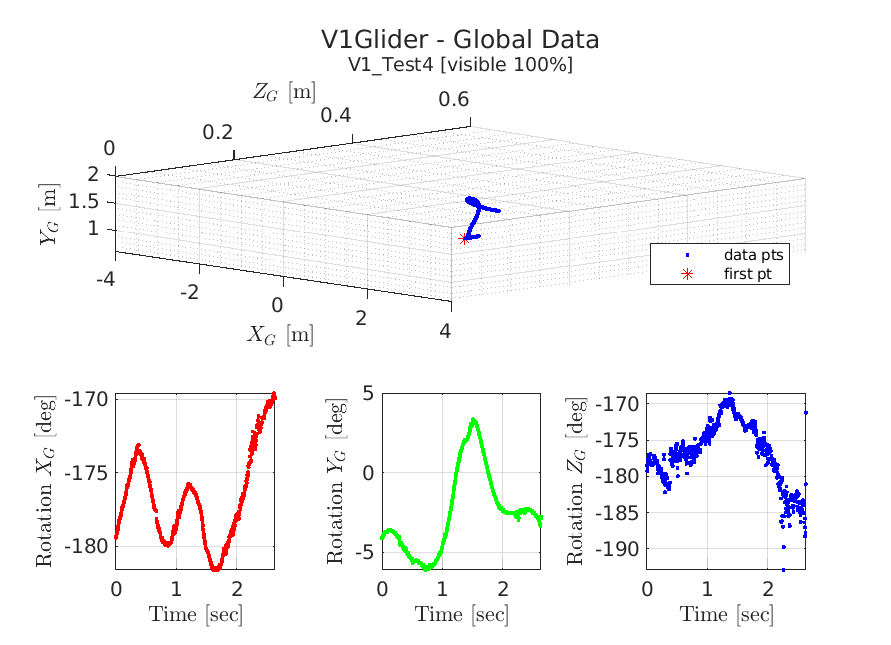 V1Glider - Global Data
V1_Test4 [visible 100%]
Z_G [m]
0 0.2 0.4 0.6
Y_G [m]
2
1.5
1
-4 -2 0 2 4
X_G [m]
data pts
first pt
Rotation X_G [deg]
-170
-175
-180
0 1 2
Time [sec]
Rotation Y_G [deg]
5
0
-5
0 1 2
Time [sec]
Rotation Z_G [deg]
-170
-175
-180
-185
-190
0 1 2
Time [sec]